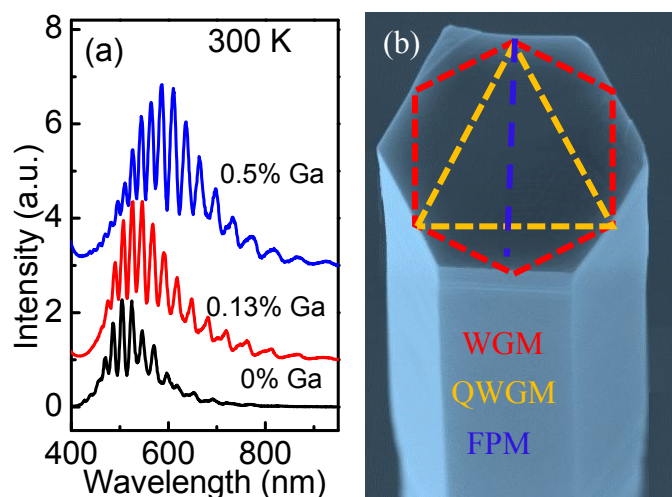 (a)
300 K
8
6
4
2
0
0.5% Ga
0.13% Ga
0% Ga
Intensity (a.u.)
400
600
800
Wavelength (nm)
(b)
WGM
QWGM
FPM